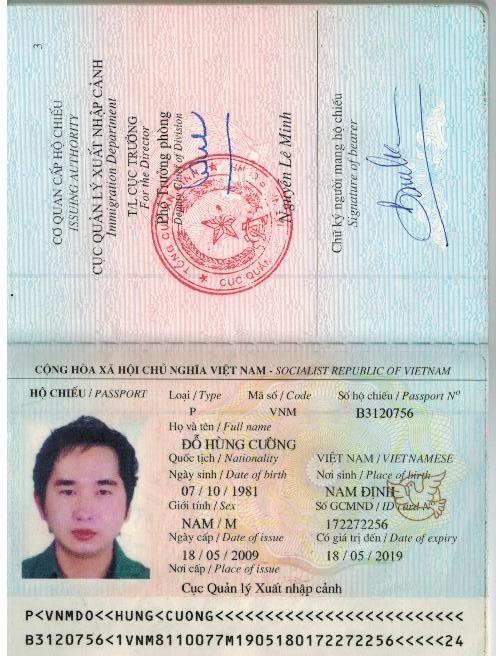 3
CƠ QUAN CẤP HỘ CHIẾU
ISSUING AUTHORITY
CỤC QUẢN LÝ XUẤT NHẬP CẢNH
Immigration Department
T/L CỤC TRƯỞNG
For the Director
Phó Trưởng phòng
Deputy Chief of Division
CỤC QUẢN
Nguyễn Lê Minh
Chữ ký người mang hộ chiếu
Signature of bearer
CỘNG HÒA XÃ HỘI CHỦ NGHĨA VIỆT NAM - SOCIALIST REPUBLIC OF VIETNAM
HỘ CHIẾU / PASSPORT
Loại / Type Mã số / Code Số hộ chiếu / Passport Nº
P VNM B3120756
Họ và tên / Full name
ĐỖ HÙNG CƯỜNG
Quốc tịch / Nationality VIỆT NAM / VIETNAMESE
Ngày sinh / Date of birth Nơi sinh / Place of birth
07 / 10 / 1981 NAM ĐỊNH
Giới tính / Sex Số GCMND / ID card Nº
NAM / M 172272256
Ngày cấp / Date of issue Có giá trị đến / Date of expiry
18 / 05 / 2009 18 / 05 / 2019
Nơi cấp / Place of issue
Cục Quản lý Xuất nhập cảnh
P<VNMDO<<HUNG<CUONG<<<<<<<<<<<<<<<<<<<<<<<<<
B3120756<1VNM8110077M1905180172272256<<<<<24